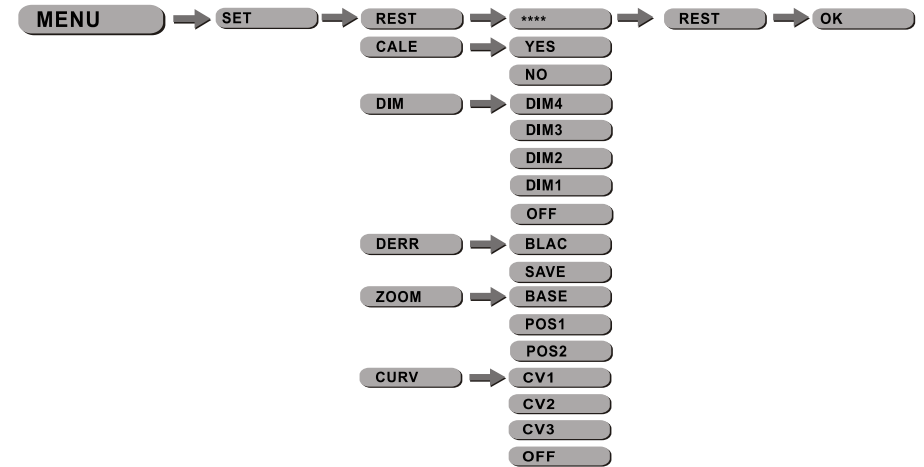 MENU SET REST **** REST OK
CALE YES
NO
DIM DIM4
DIM3
DIM2
DIM1
OFF
DERR BLAC
SAVE
ZOOM BASE
POS1
POS2
CURV CV1
CV2
CV3
OFF